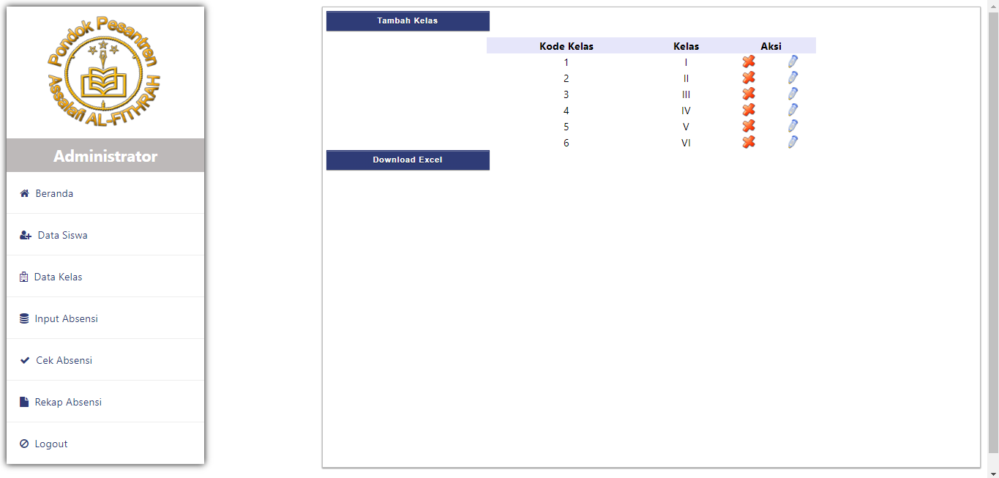 Pondok Pesantren
Assalafi AL-FITHRAH
Administrator
Beranda
Data Siswa
Data Kelas
Input Absensi
Cek Absensi
Rekap Absensi
Logout
Tambah Kelas
Kode Kelas Kelas Aksi
1 I
2 II
3 III
4 IV
5 V
6 VI
Download Excel